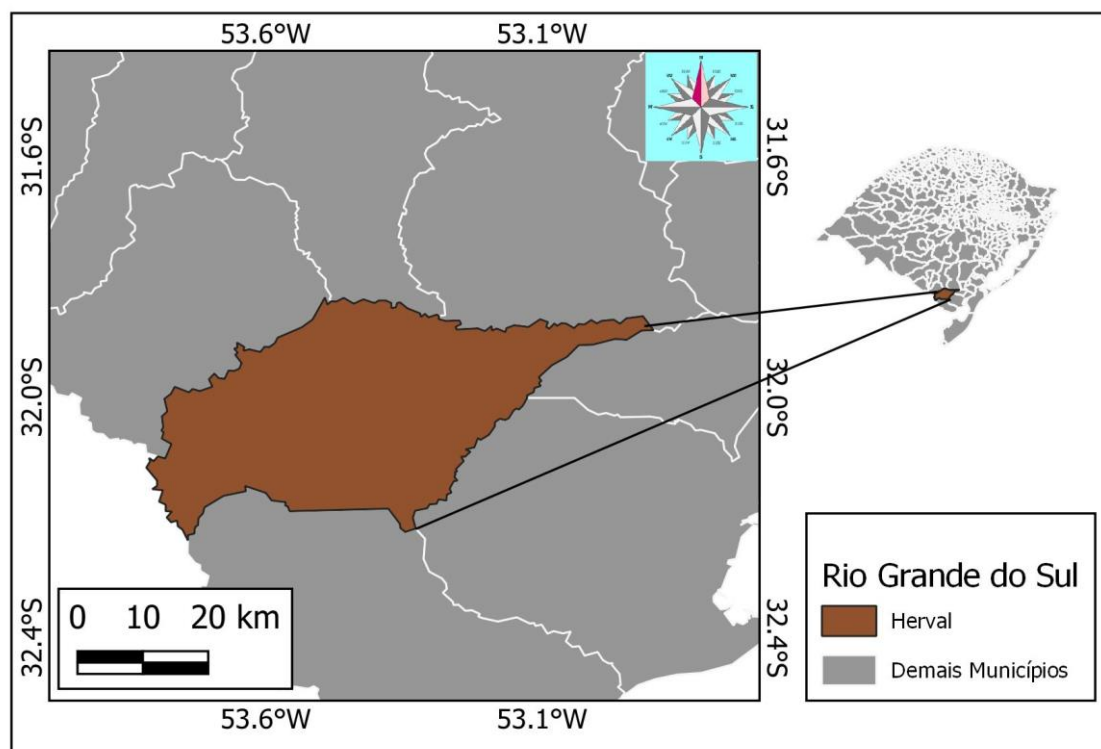 53.6°W 53.1°W
N
S
31.6°S
31.6°S
32.0°S
32.0°S
32.4°S
32.4°S
0 10 20 km
53.6°W 53.1°W
Rio Grande do Sul
Herval
Demais Municípios